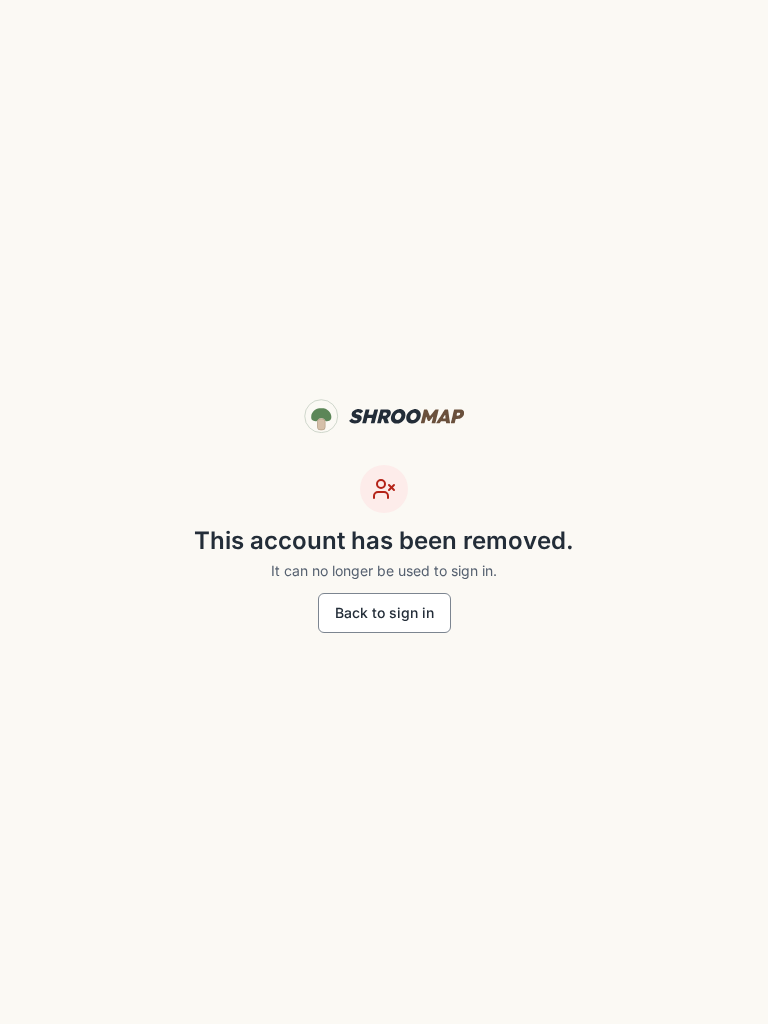 SHROOMAP
This account has been removed.
It can no longer be used to sign in.
Back to sign in